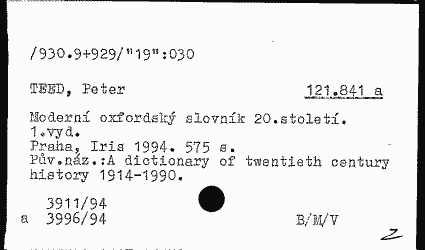 /930.9+929/"19":030
TEED, Peter 121.841 a
Moderní oxfordský slovník 20.století.
1.vyd.
Praha, Iris 1994. 575 s.
Pův.náz.:A dictionary of twentieth century
history 1914-1990.
3911/94
a 3996/94 B/M/V